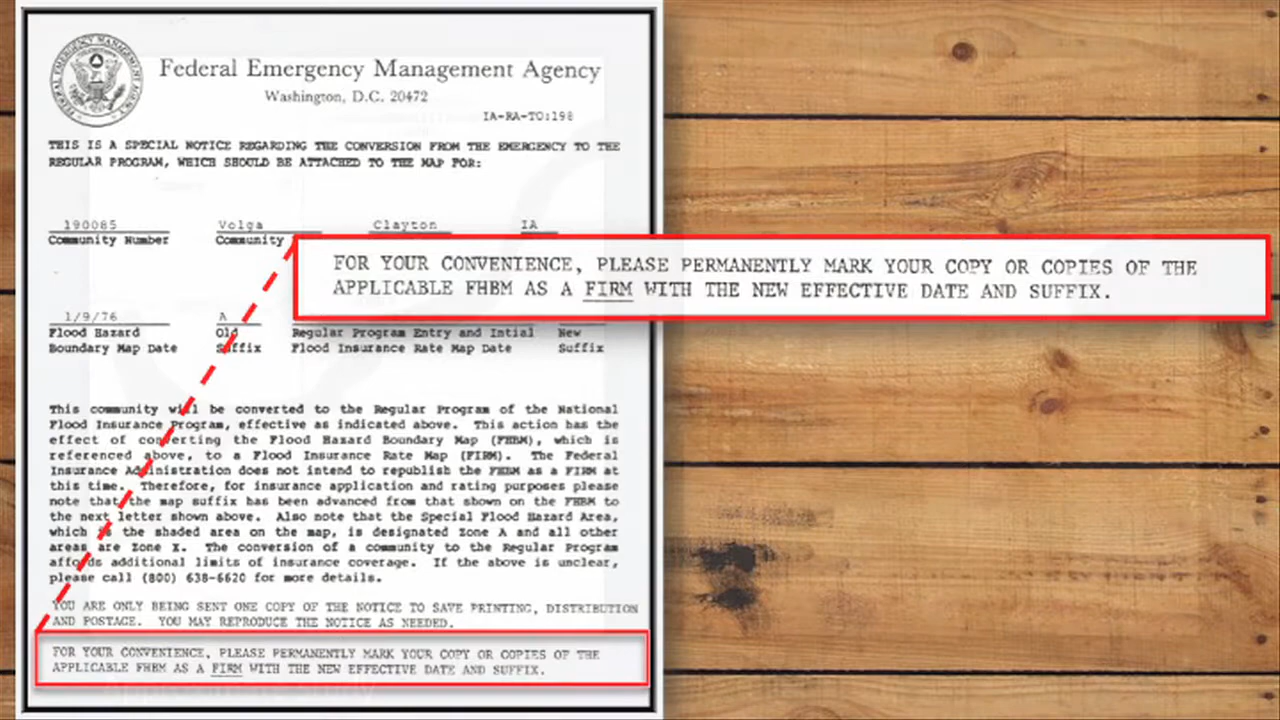 Federal Emergency Management Agency
Washington, D.C. 20472
IA-RA-TO:198
THIS IS A SPECIAL NOTICE REGARDING THE CONVERSION FROM THE EMERGENCY TO THE
REGULAR PROGRAM, WHICH SHOULD BE ATTACHED TO THE MAP FOR:
190085 Volga Clayton IA
Community Number Community
FOR YOUR CONVENIENCE, PLEASE PERMANENTLY MARK YOUR COPY OR COPIES OF THE
APPLICABLE FHBM AS A FIRM WITH THE NEW EFFECTIVE DATE AND SUFFIX.
1/9/76 A
Flood Hazard Old Regular Program Entry and Intial New
Boundary Map Date Suffix Flood Insurance Rate Map Date Suffix
This community will be converted to the Regular Program of the National
Flood Insurance Program, effective as indicated above. This action has the
effect of converting the Flood Hazard Boundary Map (FHBM), which is
referenced above, to a Flood Insurance Rate Map (FIRM). The Federal
Insurance Administration does not intend to republish the FHBM as a FIRM at
this time. Therefore, for insurance application and rating purposes please
note that the map suffix has been advanced from that shown on the FHBM to
the next letter shown above. Also note that the Special Flood Hazard Area,
which is the shaded area on the map, is designated Zone A and all other
areas are Zone X. The conversion of a community to the Regular Program
affords additional limits of insurance coverage. If the above is unclear,
please call (800) 638-6620 for more details.
YOU ARE ONLY BEING SENT ONE COPY OF THE NOTICE TO SAVE PRINTING, DISTRIBUTION
AND POSTAGE. YOU MAY REPRODUCE THE NOTICE AS NEEDED.
FOR YOUR CONVENIENCE, PLEASE PERMANENTLY MARK YOUR COPY OR COPIES OF THE
APPLICABLE FHBM AS A FIRM WITH THE NEW EFFECTIVE DATE AND SUFFIX.